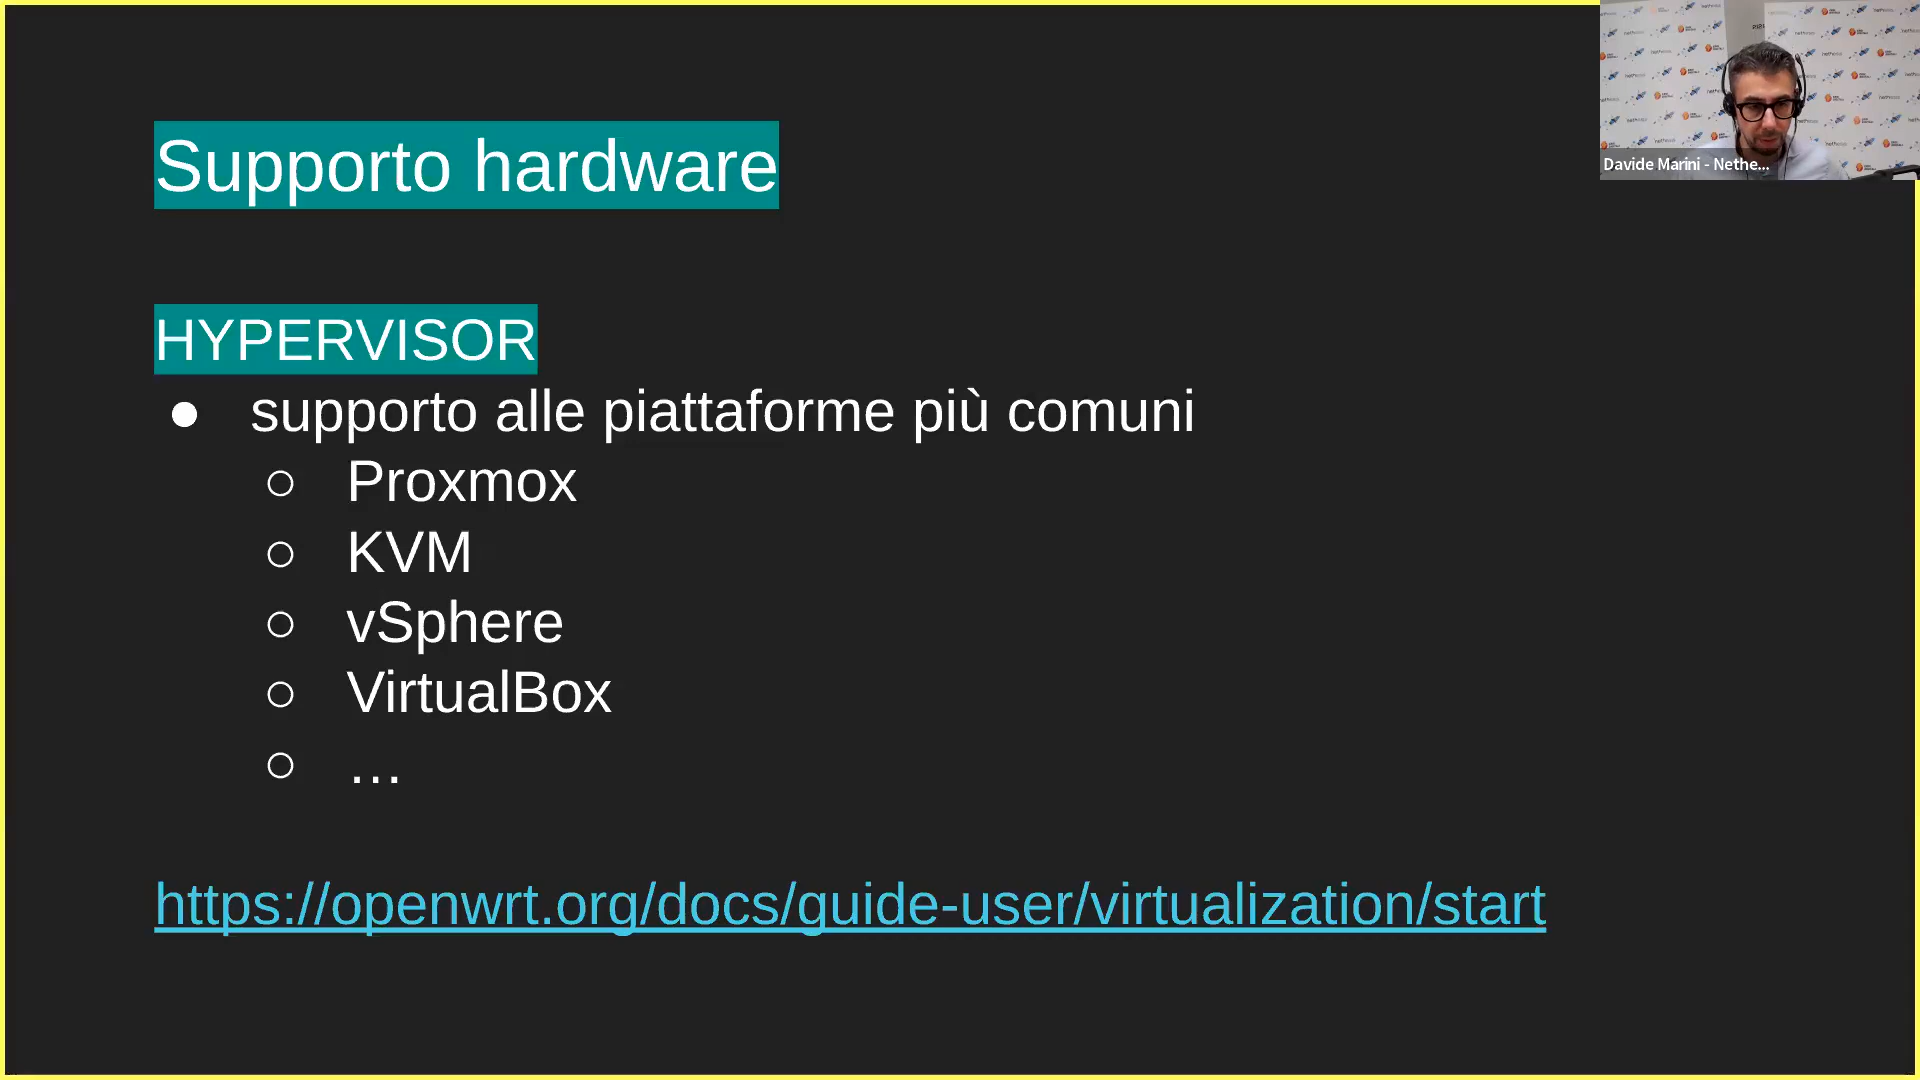 Supporto hardware
Davide Marini - Nethe...
HYPERVISOR
● supporto alle piattaforme più comuni
○ Proxmox
○ KVM
○ vSphere
○ VirtualBox
○ …
https://openwrt.org/docs/guide-user/virtualization/start